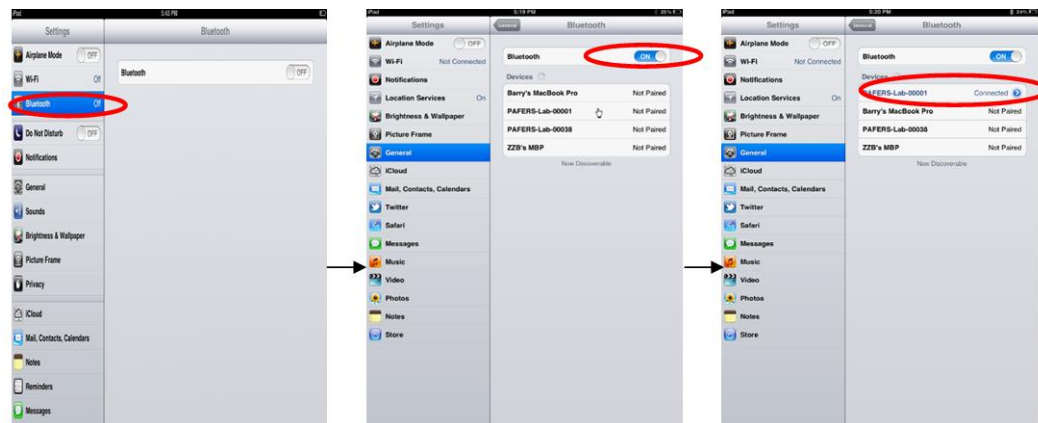 iPad 5:43 PM
Settings
Airplane Mode OFF
Wi-Fi Off
Bluetooth Off
Do Not Disturb OFF
Notifications
General
Sounds
Brightness & Wallpaper
Picture Frame
Privacy
iCloud
Mail, Contacts, Calendars
Notes
Reminders
Messages
Bluetooth
Bluetooth OFF
iPod 5:19 PM
Settings
Airplane Mode OFF
Wi-Fi Not Connected
Notifications
Location Services On
Brightness & Wallpaper
Picture Frame
General
iCloud
Mail, Contacts, Calendars
Twitter
Safari
Messages
Music
Video
Photos
Notes
Store
General Bluetooth
Bluetooth ON
Devices
Barry's MacBook Pro Not Paired
PAFERS-Lab-00001 Not Paired
PAFERS-Lab-00038 Not Paired
ZZB's MBP Not Paired
Now Discoverable
iPod 5:20 PM 24%
Settings
Airplane Mode OFF
Wi-Fi Not Connected
Notifications
Location Services On
Brightness & Wallpaper
Picture Frame
General
iCloud
Mail, Contacts, Calendars
Twitter
Safari
Messages
Music
Video
Photos
Notes
Store
General Bluetooth
Bluetooth ON
Devices
PAFERS-Lab-00001 Connected
Barry's MacBook Pro Not Paired
PAFERS-Lab-00038 Not Paired
ZZB's MBP Not Paired
Now Discoverable